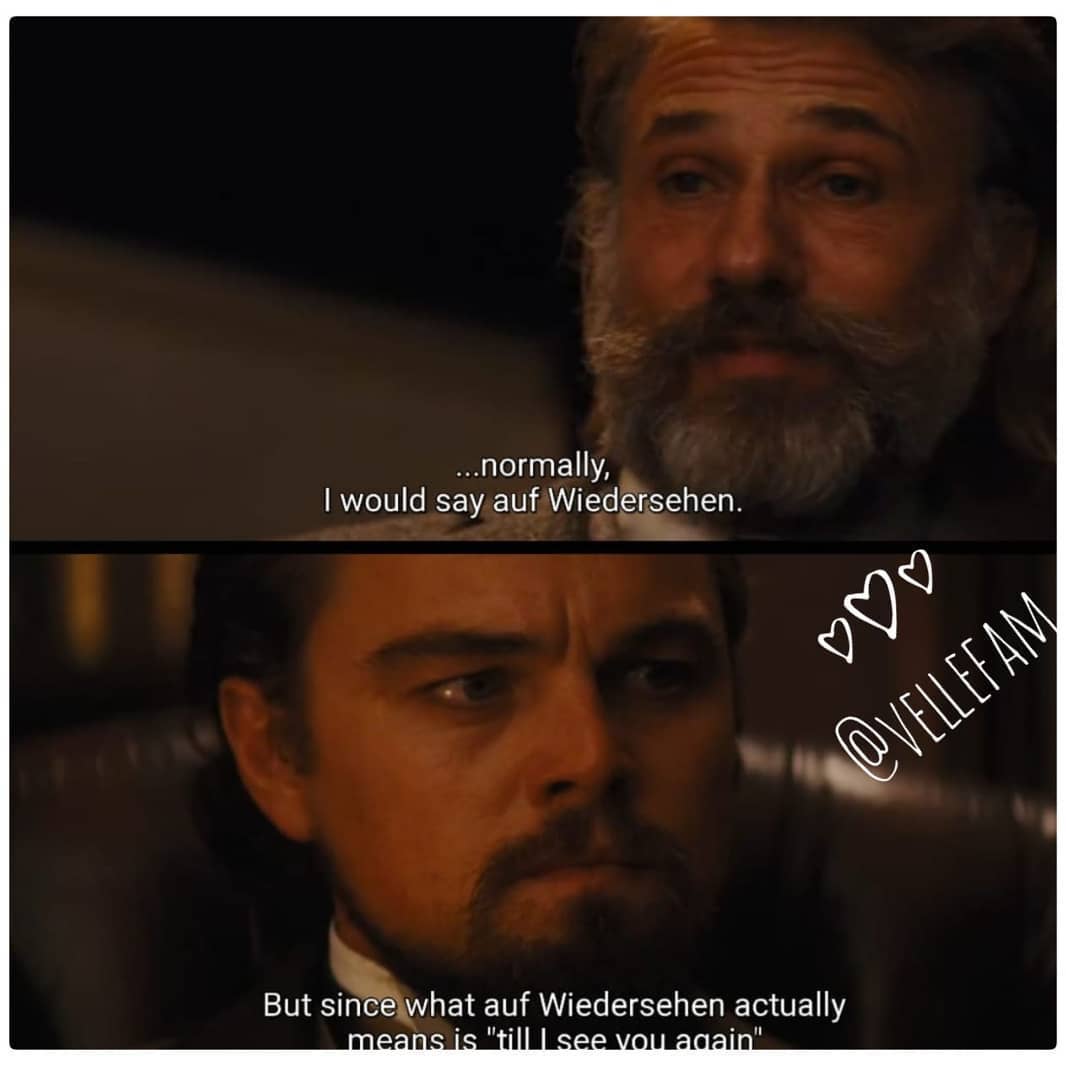 ...normally,
I would say auf Wiedersehen.
@VELLEFAM
But since what auf Wiedersehen actually
means is "till I see you again"